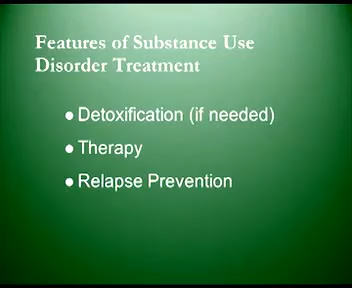 Features of Substance Use
Disorder Treatment
● Detoxification (if needed)
● Therapy
● Relapse Prevention